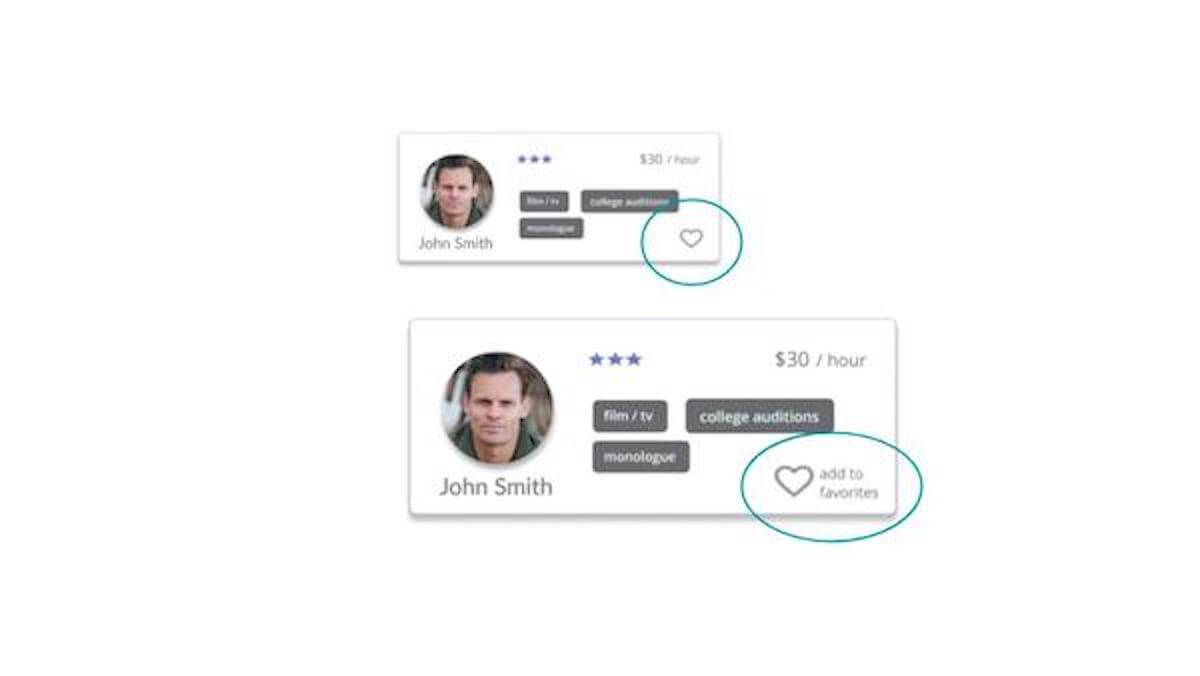 $30 / hour
film / tv college auditions
monologue
John Smith
$30 / hour
film / tv college auditions
monologue
add to
favorites
John Smith